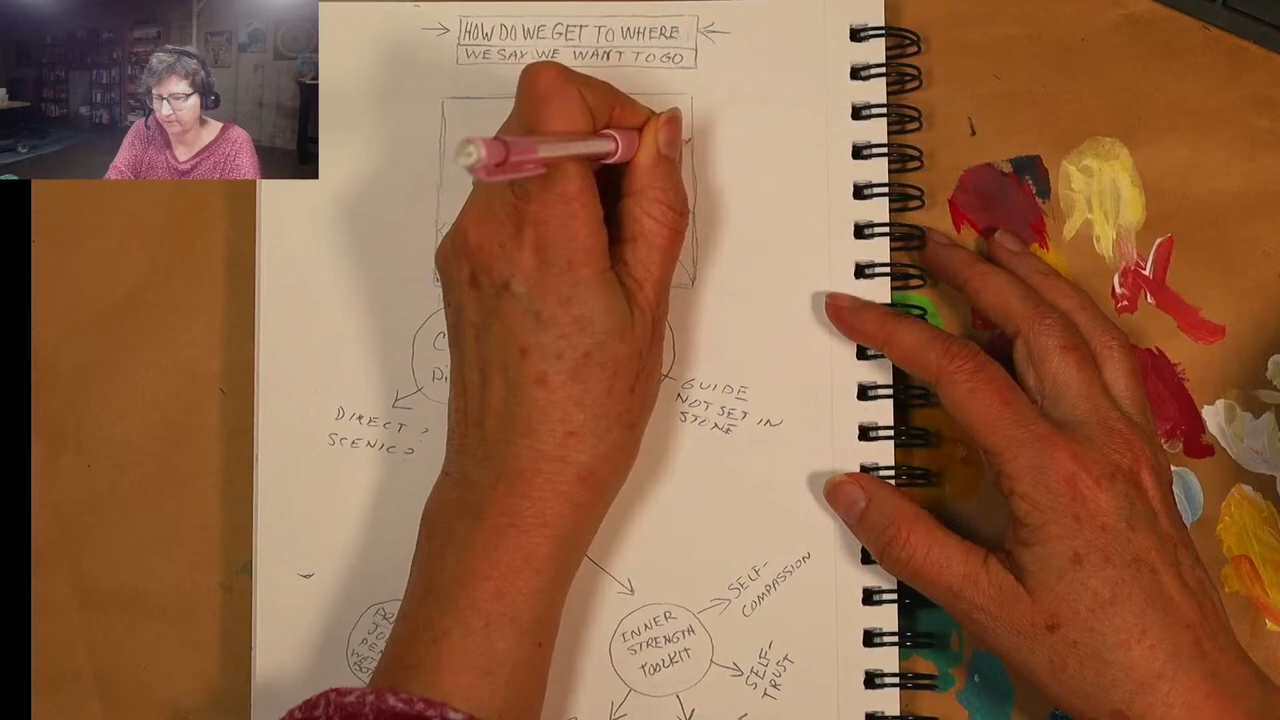 HOW DO WE GET TO WHERE
WE SAY WE WANT TO GO
GUIDE
NOT SET IN
STONE
DIRECT?
SCENIC?
SELF-
COMPASSION
INNER
STRENGTH
TOOLKIT
SELF-
TRUST